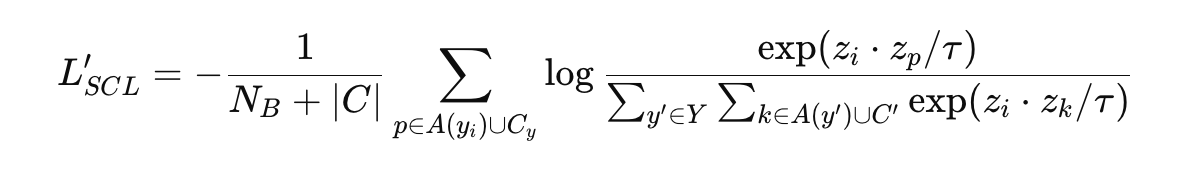 L'_{SCL} = -\frac{1}{N_B + |C|} \sum_{p \in A(y_i) \cup C_y} \log \frac{\exp(z_i \cdot z_p / \tau)}{\sum_{y' \in Y} \sum_{k \in A(y') \cup C'} \exp(z_i \cdot z_k / \tau)}